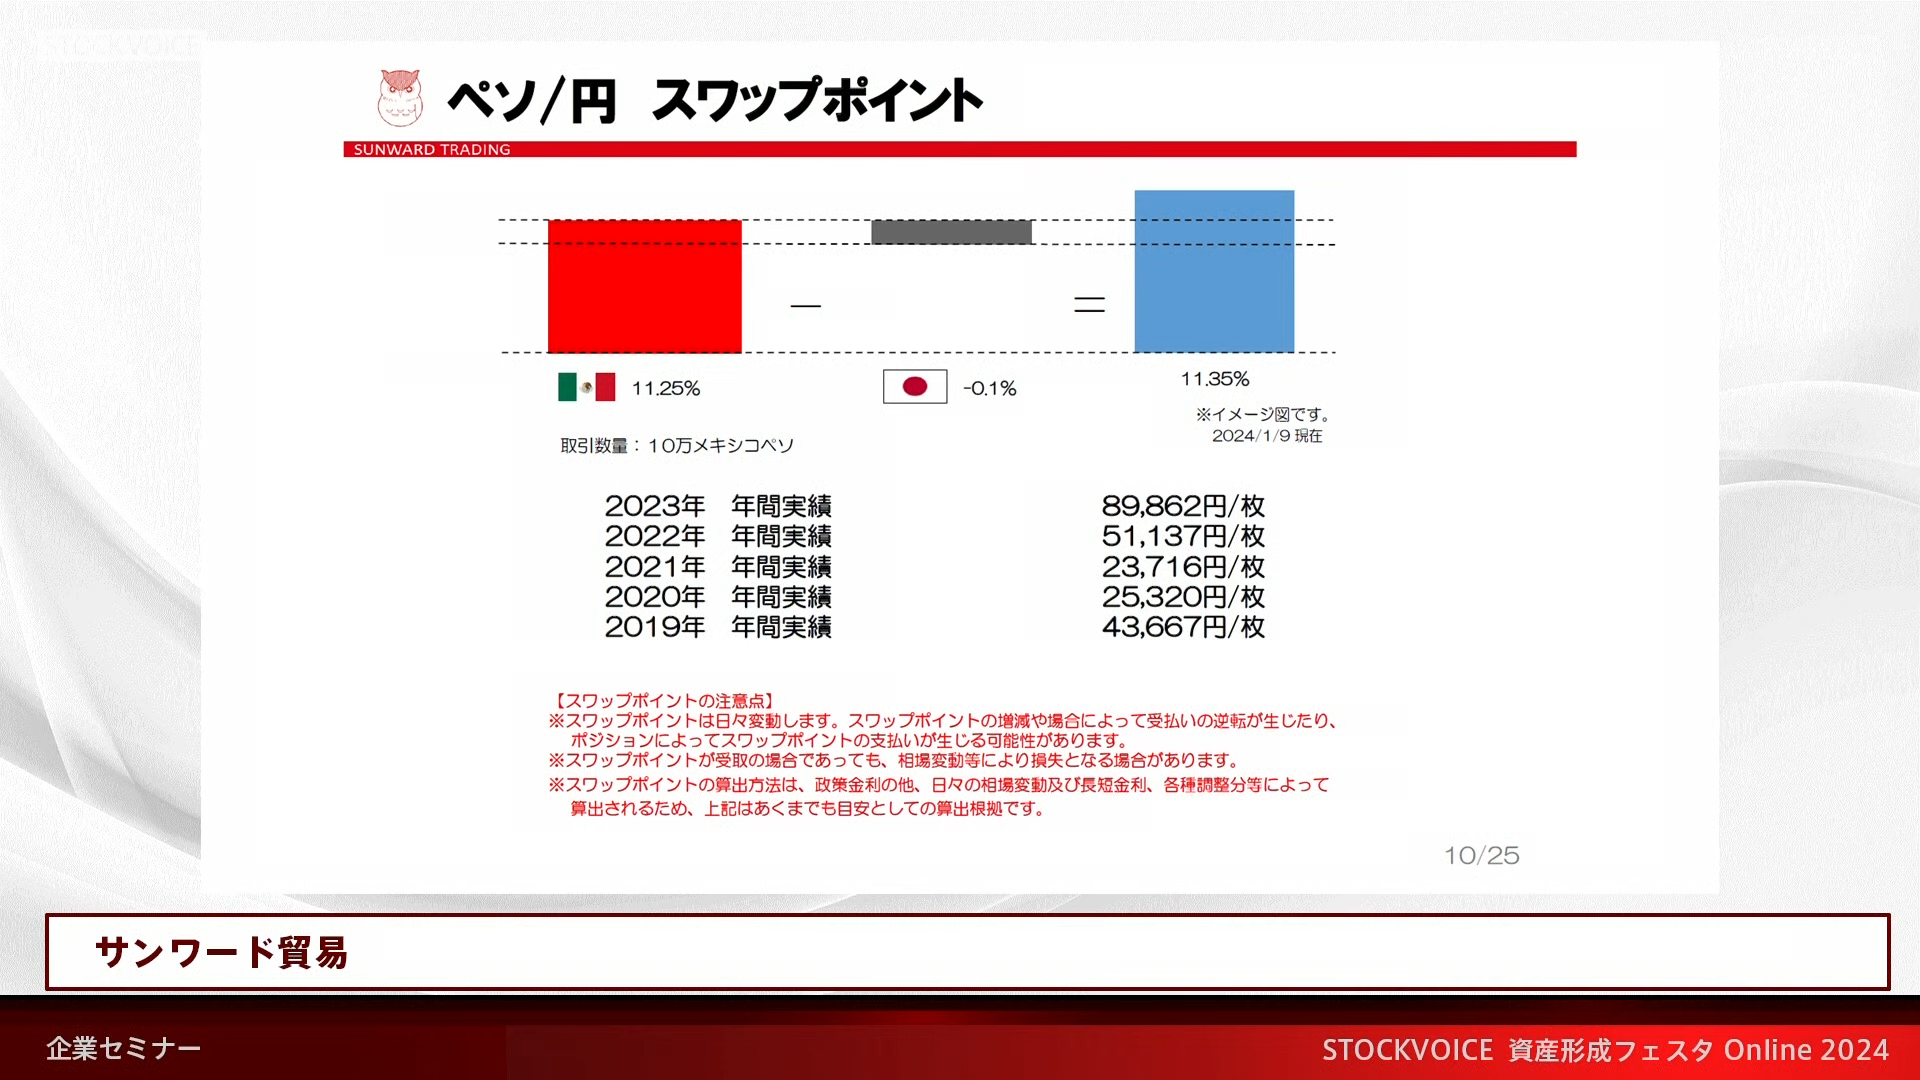 STOCKVOICE
ペソ/円　スワップポイント
SUNWARD TRADING
11.25%
-0.1%
11.35%
※イメージ図です。
2024/1/9 現在
取引数量：１０万メキシコペソ
2023年　年間実績　89,862円/枚
2022年　年間実績　51,137円/枚
2021年　年間実績　23,716円/枚
2020年　年間実績　25,320円/枚
2019年　年間実績　43,667円/枚
【スワップポイントの注意点】
※スワップポイントは日々変動します。スワップポイントの増減や場合によって受払いの逆転が生じたり、
ポジションによってスワップポイントの支払いが生じる可能性があります。
※スワップポイントが受取の場合であっても、相場変動等により損失となる場合があります。
※スワップポイントの算出方法は、政策金利の他、日々の相場変動及び長短金利、各種調整分等によって
算出されるため、上記はあくまでも目安としての算出根拠です。
10/25
サンワード貿易
企業セミナー
STOCKVOICE 資産形成フェスタ Online 2024